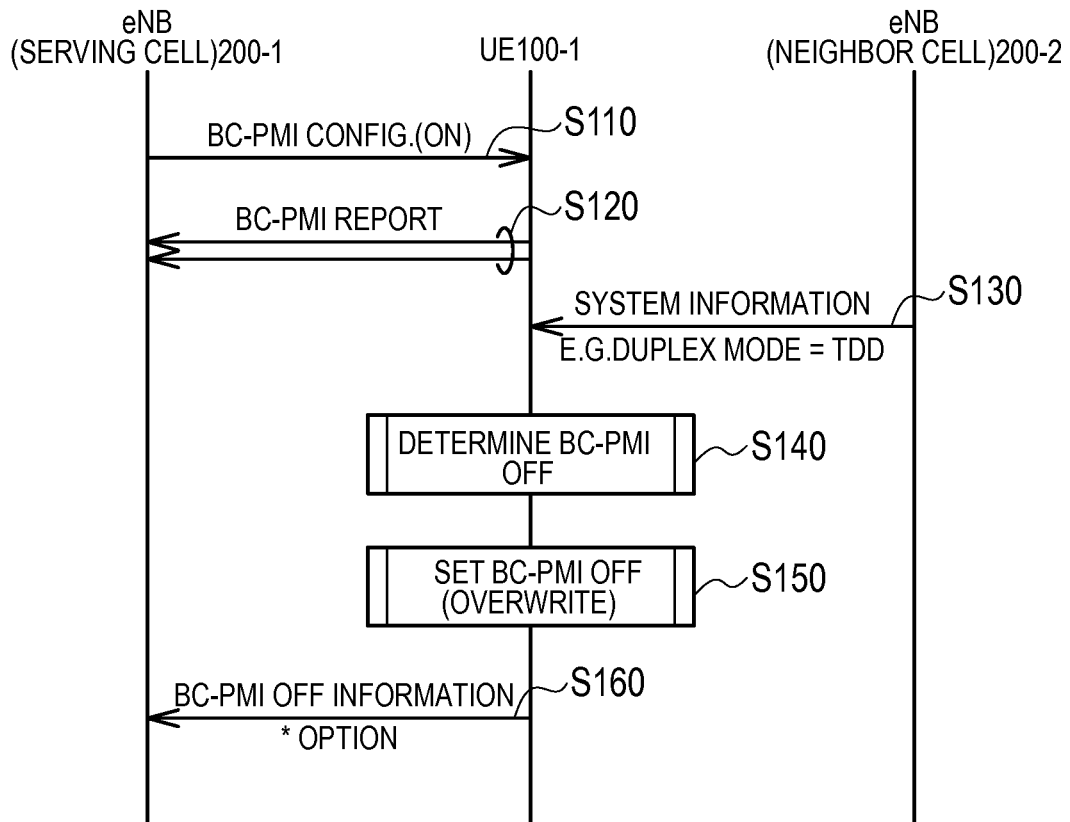 eNB
(SERVING CELL)200-1
UE100-1
eNB
(NEIGHBOR CELL)200-2
BC-PMI CONFIG.(ON)
S110
BC-PMI REPORT
S120
SYSTEM INFORMATION
S130
E.G.DUPLEX MODE = TDD
DETERMINE BC-PMI
OFF
S140
SET BC-PMI OFF
(OVERWRITE)
S150
BC-PMI OFF INFORMATION
S160
* OPTION